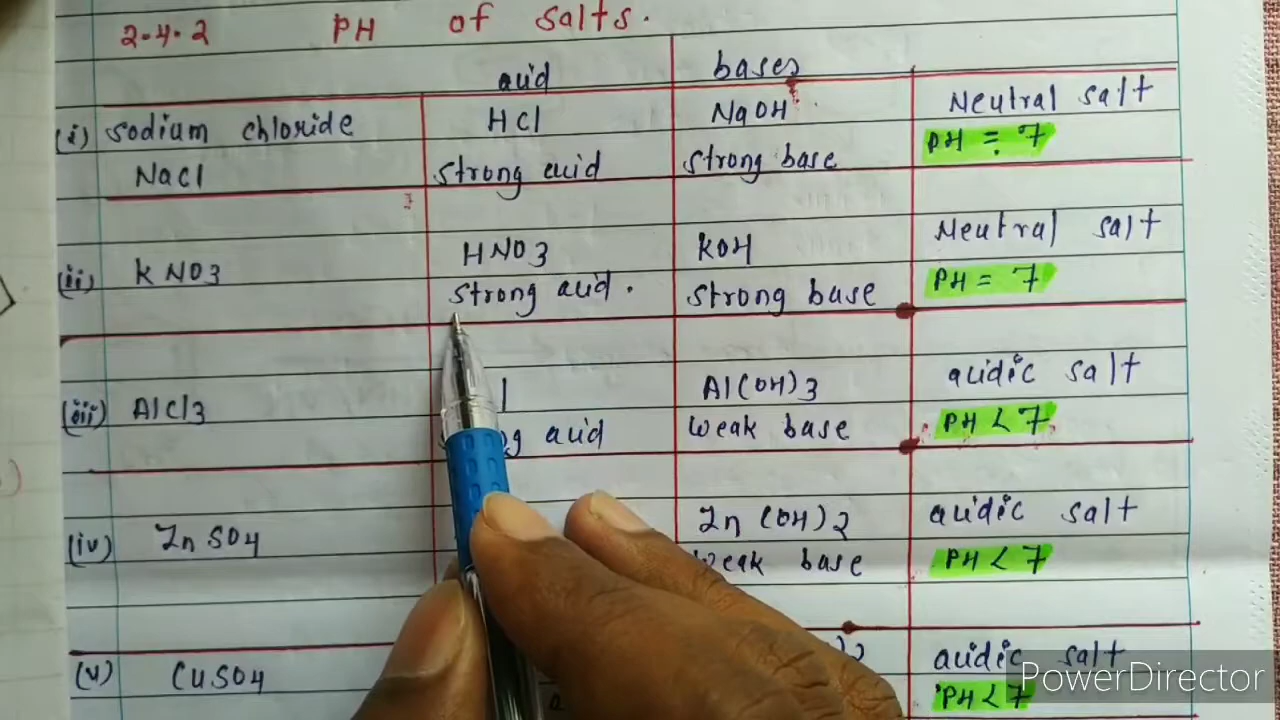 2.4.2 PH of salts.
acid bases
(i) sodium chloride HCl NaOH Neutral salt
NaCl strong acid strong base PH = 7
(ii) KNO3 HNO3 KOH Neutral salt
strong acid. strong base PH = 7
(iii) AlCl3 Al(OH)3 acidic salt
acid weak base PH < 7
(iv) ZnSO4 Zn(OH)2 acidic salt
weak base PH < 7
(v) CuSO4 acidic salt
PH < 7
PowerDirector